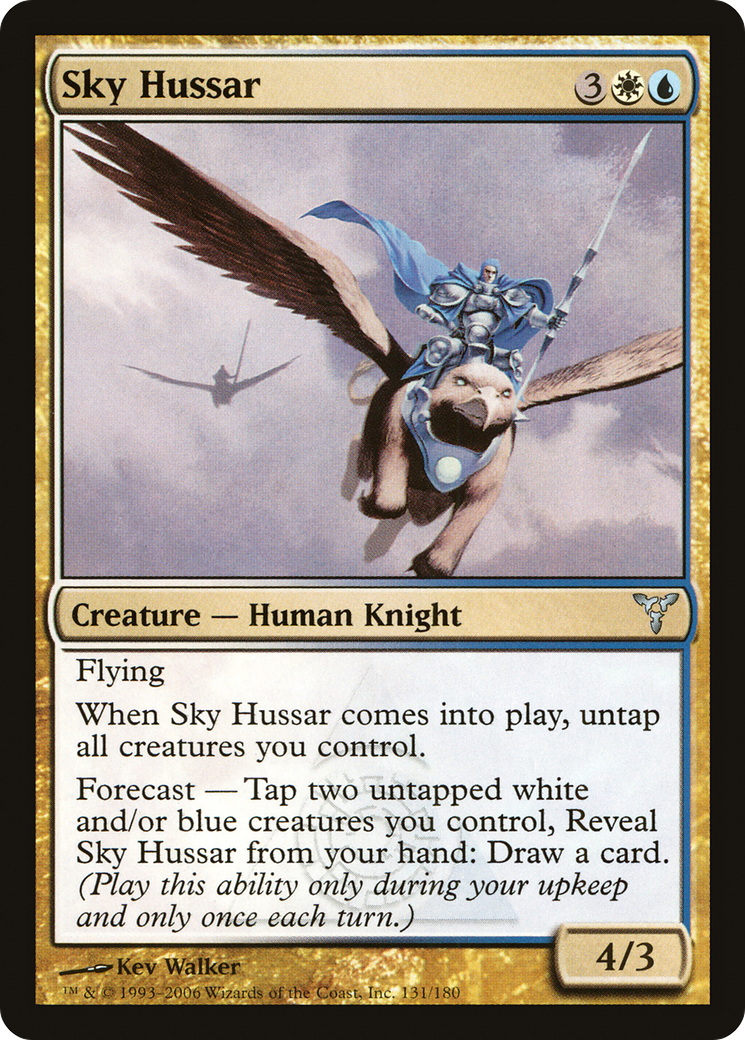 Sky Hussar 3
Creature — Human Knight
Flying
When Sky Hussar comes into play, untap
all creatures you control.
Forecast — Tap two untapped white
and/or blue creatures you control, Reveal
Sky Hussar from your hand: Draw a card.
(Play this ability only during your upkeep
and only once each turn.)
4/3
Kev Walker
™ & © 1993–2006 Wizards of the Coast, Inc. 131/180